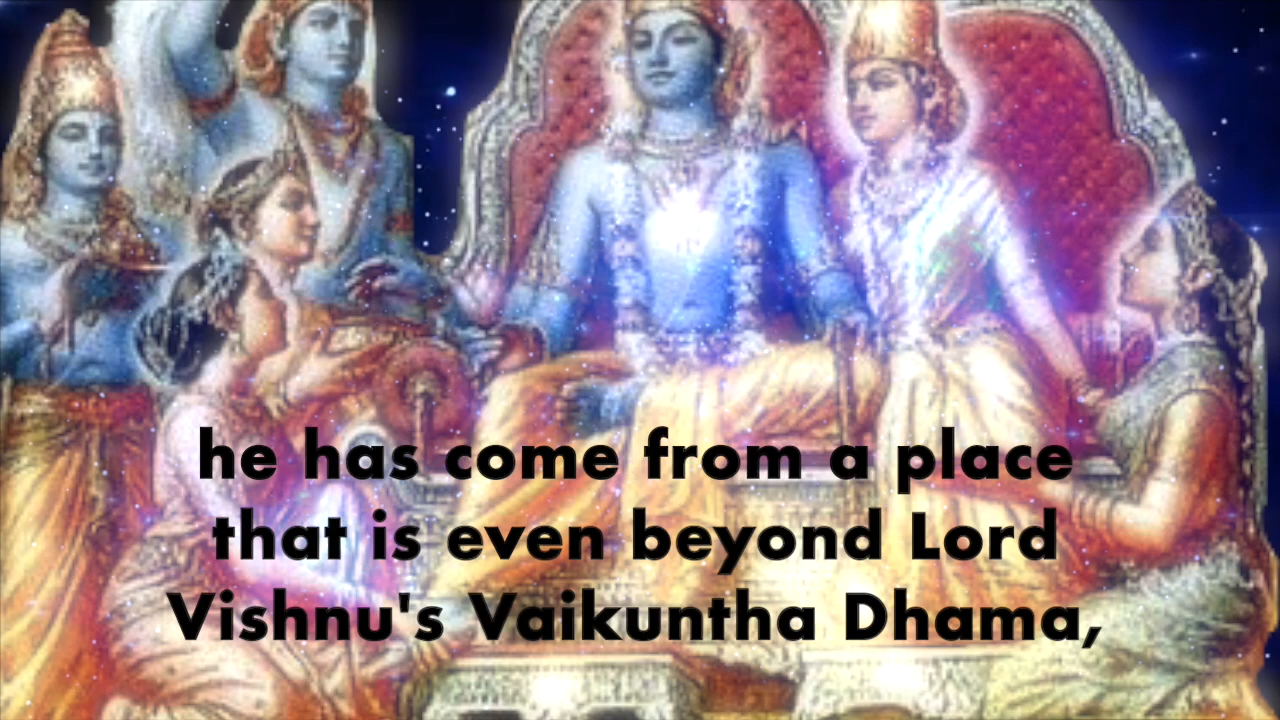 he has come from a place
that is even beyond Lord
Vishnu's Vaikuntha Dhama,